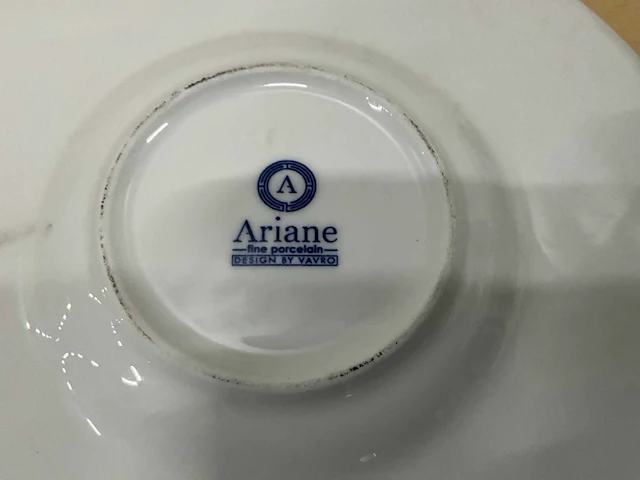 A
Ariane
fine porcelain
DESIGN BY VAVRO